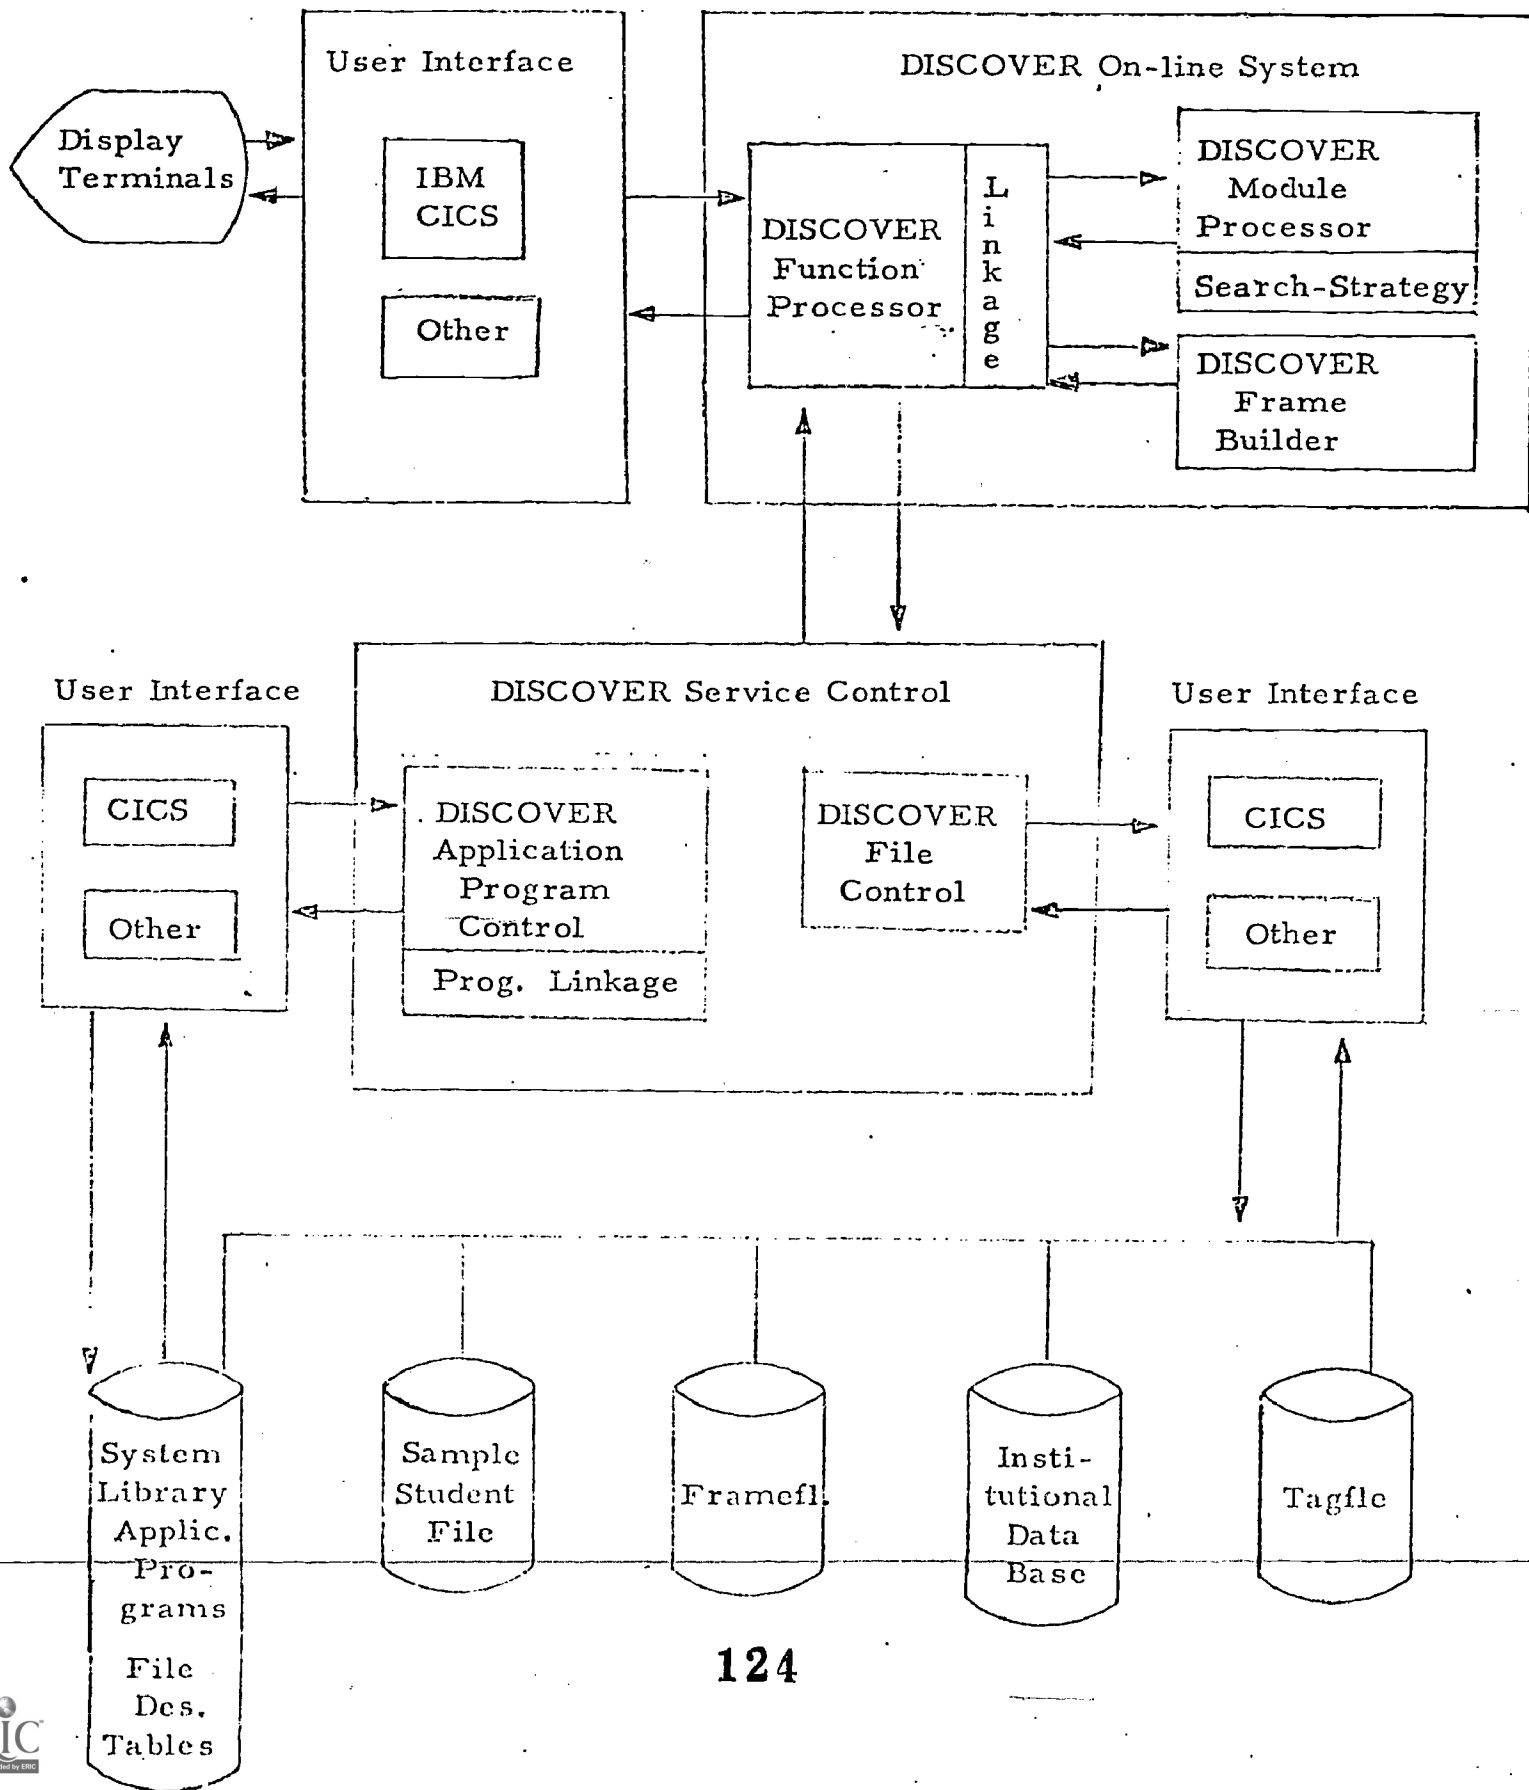 User Interface
DISCOVER On-line System
Display
Terminals
IBM
CICS
Other
DISCOVER
Function
Processor
Linkage
DISCOVER
Module
Processor
Search-Strategy
DISCOVER
Frame
Builder
User Interface
DISCOVER Service Control
User Interface
CICS
Other
DISCOVER
Application
Program
Control
Prog. Linkage
DISCOVER
File
Control
CICS
Other
System
Library
Applic.
Pro-
grams
File
Des.
Tables
Sample
Student
File
Framefl.
Insti-
tutional
Data
Base
Tagfle
124
IC